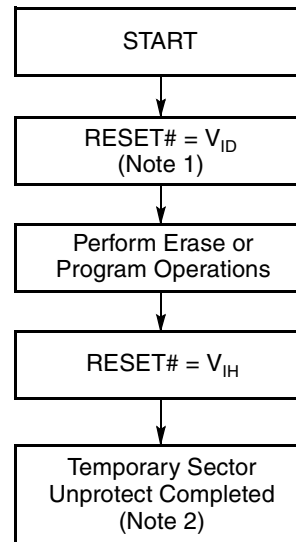 START
RESET# = V_ID
(Note 1)
Perform Erase or
Program Operations
RESET# = V_IH
Temporary Sector
Unprotect Completed
(Note 2)